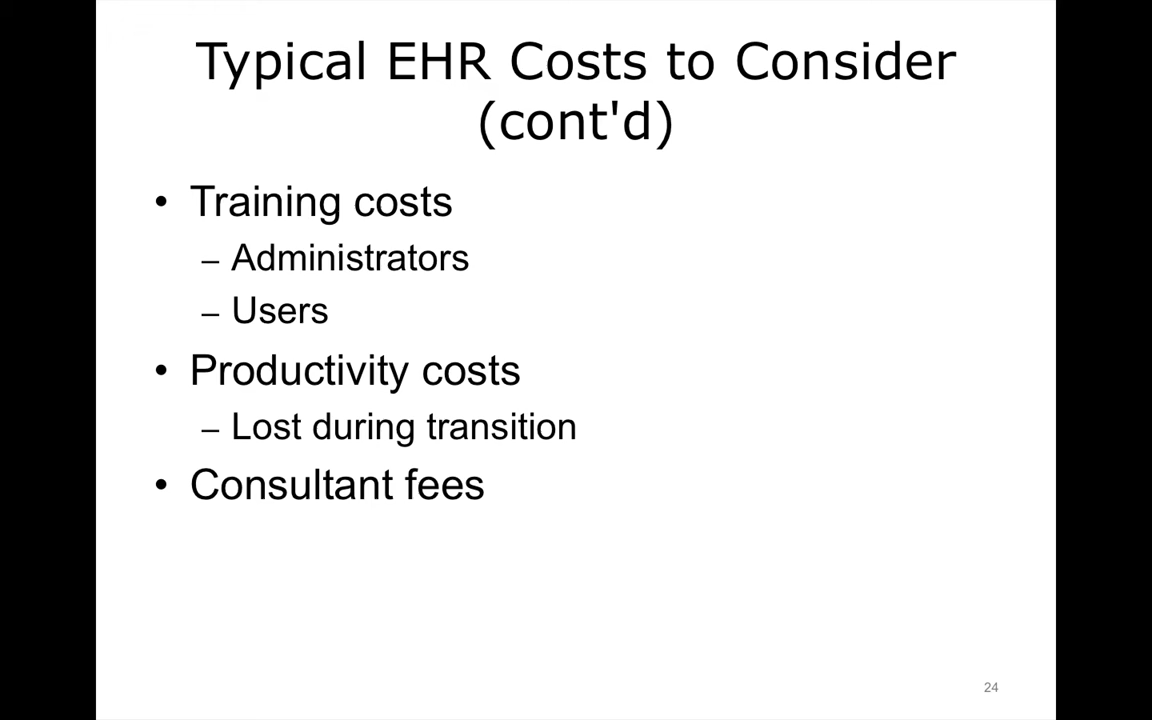 Typical EHR Costs to Consider
(cont'd)
• Training costs
– Administrators
– Users
• Productivity costs
– Lost during transition
• Consultant fees
24